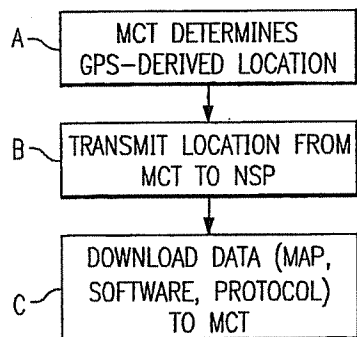 A
MCT DETERMINES
GPS-DERIVED LOCATION
B
TRANSMIT LOCATION FROM
MCT TO NSP
C
DOWNLOAD DATA (MAP,
SOFTWARE, PROTOCOL)
TO MCT